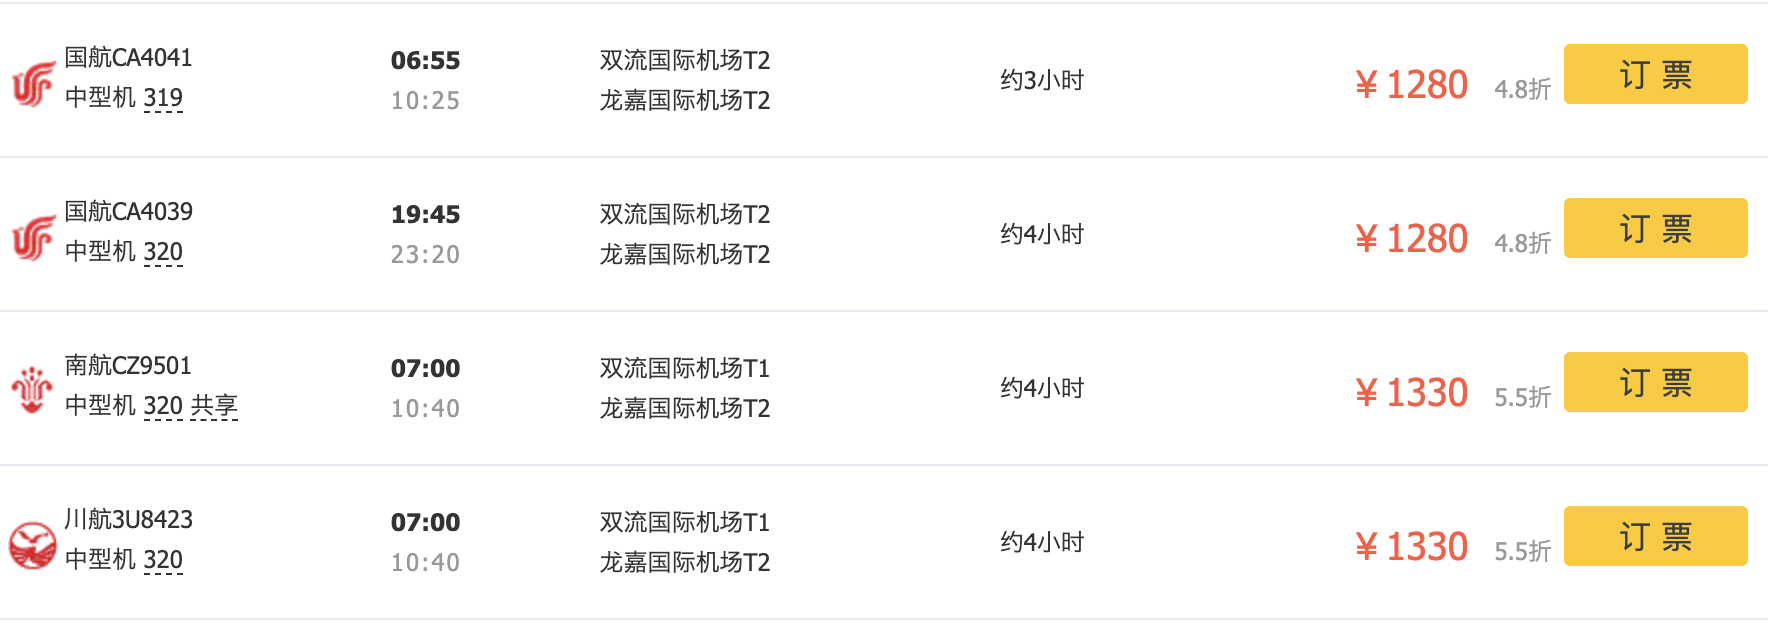 国航CA4041
中型机 319
06:55
10:25
双流国际机场T2
龙嘉国际机场T2
约3小时
¥1280 4.8折
订 票
国航CA4039
中型机 320
19:45
23:20
双流国际机场T2
龙嘉国际机场T2
约4小时
¥1280 4.8折
订 票
南航CZ9501
中型机 320 共享
07:00
10:40
双流国际机场T1
龙嘉国际机场T2
约4小时
¥1330 5.5折
订 票
川航3U8423
中型机 320
07:00
10:40
双流国际机场T1
龙嘉国际机场T2
约4小时
¥1330 5.5折
订 票